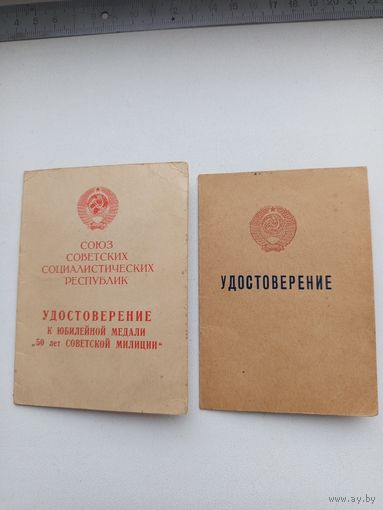 СОЮЗ
СОВЕТСКИХ
СОЦИАЛИСТИЧЕСКИХ
РЕСПУБЛИК
УДОСТОВЕРЕНИЕ
К ЮБИЛЕЙНОЙ МЕДАЛИ
„50 лет СОВЕТСКОЙ МИЛИЦИИ“
УДОСТОВЕРЕНИЕ
www.ay.by